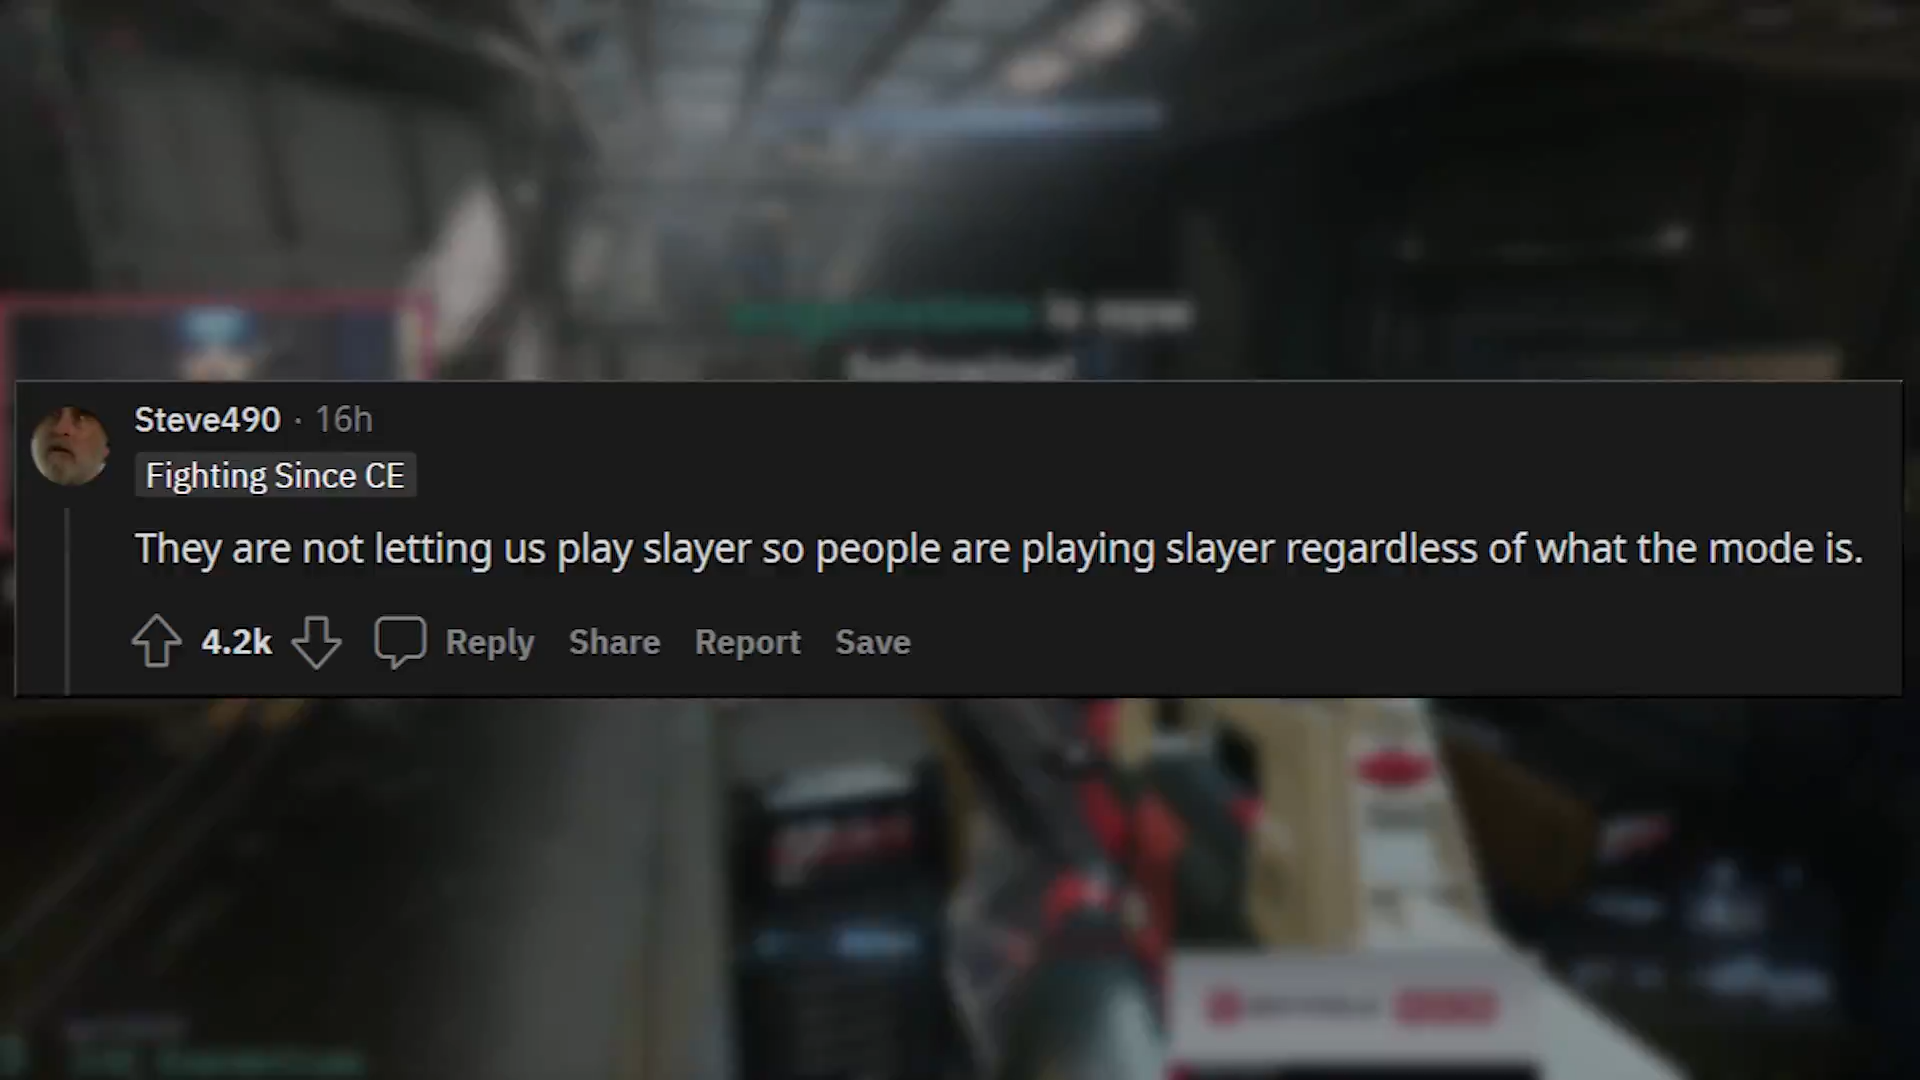 Steve490 · 16h
Fighting Since CE
They are not letting us play slayer so people are playing slayer regardless of what the mode is.
4.2k Reply Share Report Save